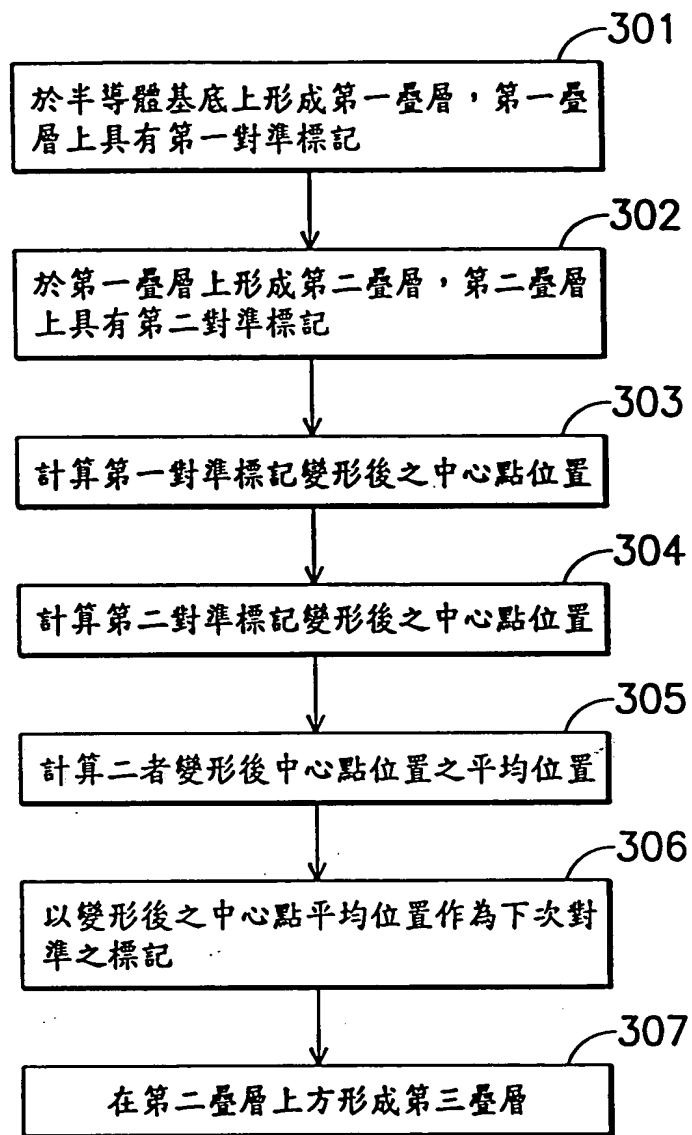 301
於半導體基底上形成第一疊層，第一疊
層上具有第一對準標記
302
於第一疊層上形成第二疊層，第二疊層
上具有第二對準標記
303
計算第一對準標記變形後之中心點位置
304
計算第二對準標記變形後之中心點位置
305
計算二者變形後中心點位置之平均位置
306
以變形後之中心點平均位置作為下次對
準之標記
307
在第二疊層上方形成第三疊層